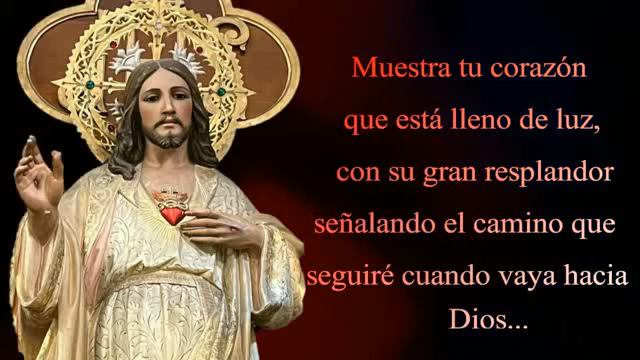 Muestra tu corazón
que está lleno de luz,
con su gran resplandor
señalando el camino que
seguiré cuando vaya hacia
Dios...